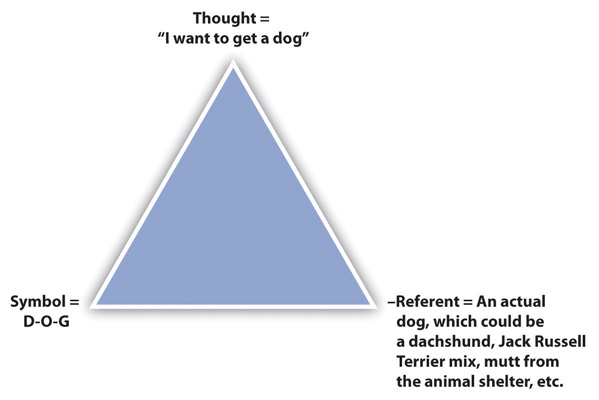 Thought =
“I want to get a dog”
Symbol =
D-O-G
–Referent = An actual
dog, which could be
a dachshund, Jack Russell
Terrier mix, mutt from
the animal shelter, etc.